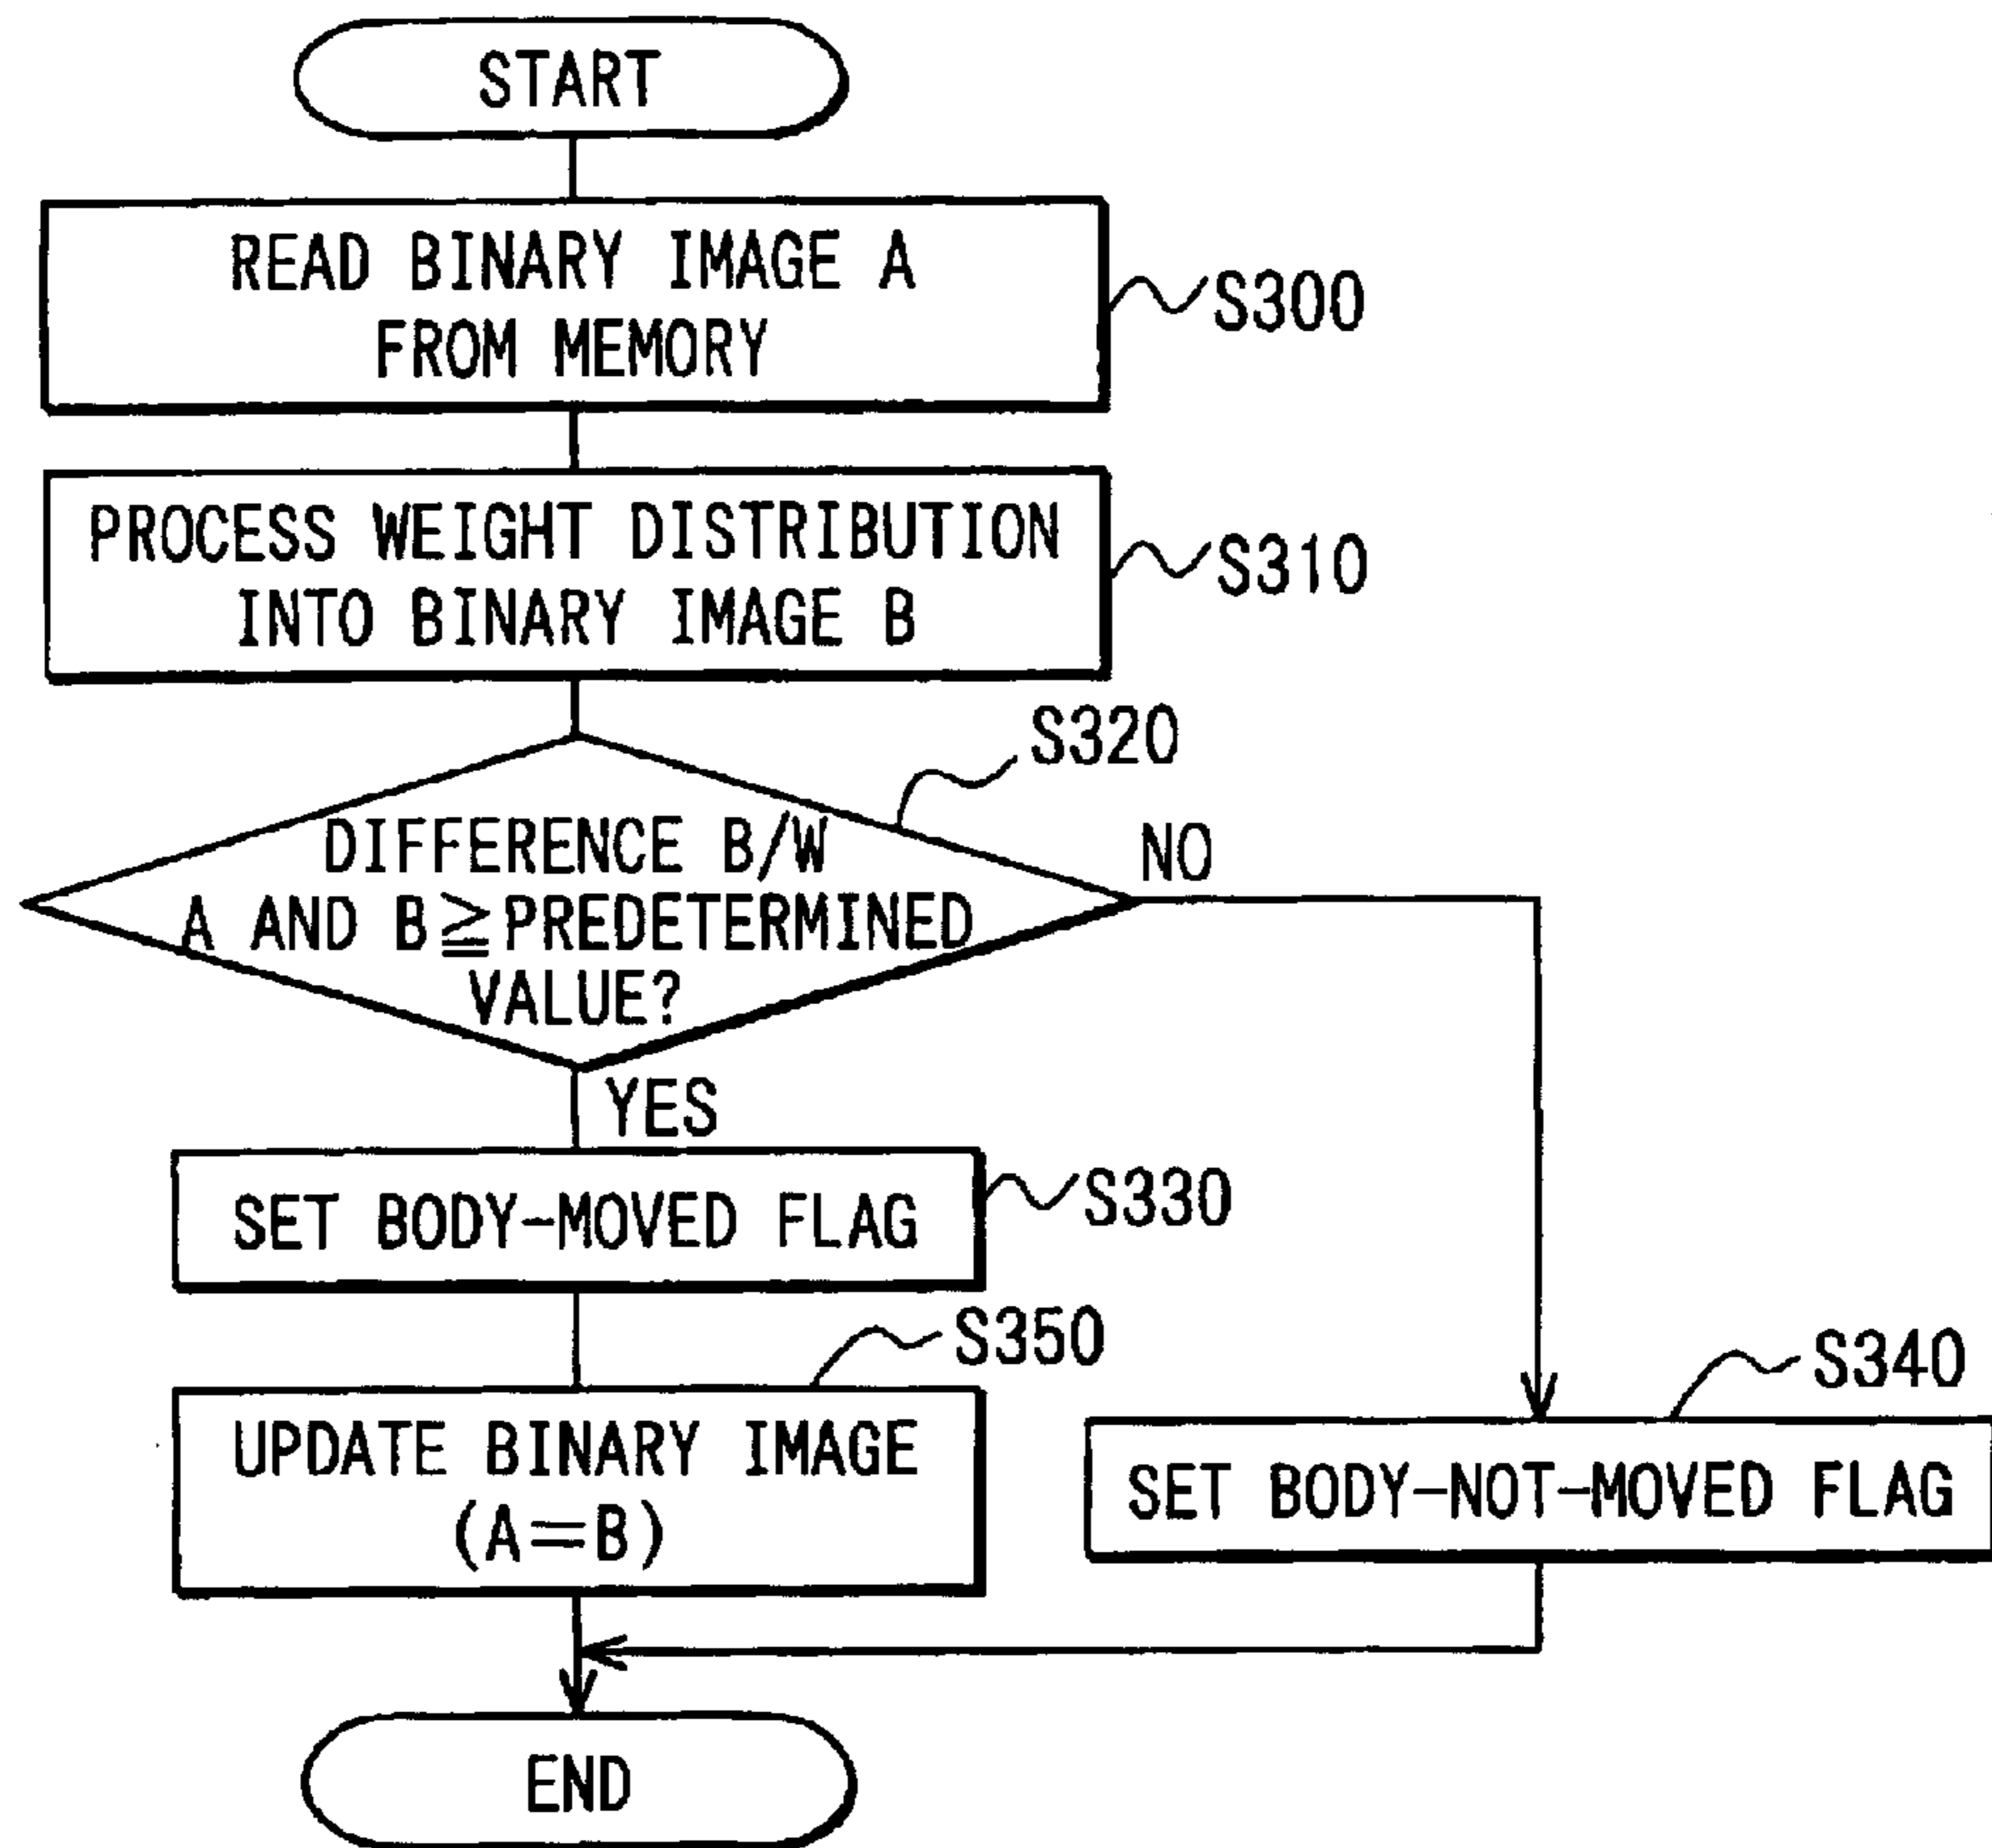 START
READ BINARY IMAGE A
FROM MEMORY
S300
PROCESS WEIGHT DISTRIBUTION
INTO BINARY IMAGE B
S310
S320
DIFFERENCE B/W
A AND B≧PREDETERMINED
VALUE?
NO
YES
SET BODY-MOVED FLAG
S330
S350
UPDATE BINARY IMAGE
(A=B)
S340
SET BODY-NOT-MOVED FLAG
END